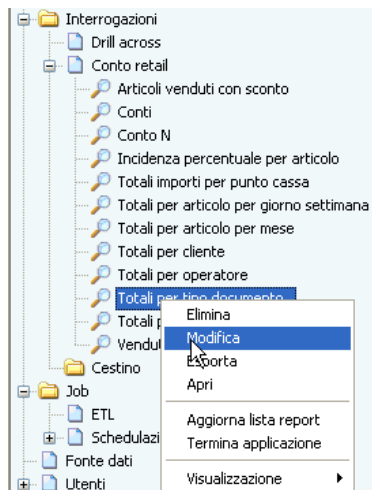 Interrogazioni
Drill across
Conto retail
Articoli venduti con sconto
Conti
Conto N
Incidenza percentuale per articolo
Totali importi per punto cassa
Totali per articolo per giorno settimana
Totali per articolo per mese
Totali per cliente
Totali per operatore
Totali per tipo documento
Totali
Elimina
Modifica
Esporta
Cestino
Apri
Job
ETL
Aggiorna lista report
Schedulazi
Termina applicazione
Fonte dati
Utenti
Visualizzazione